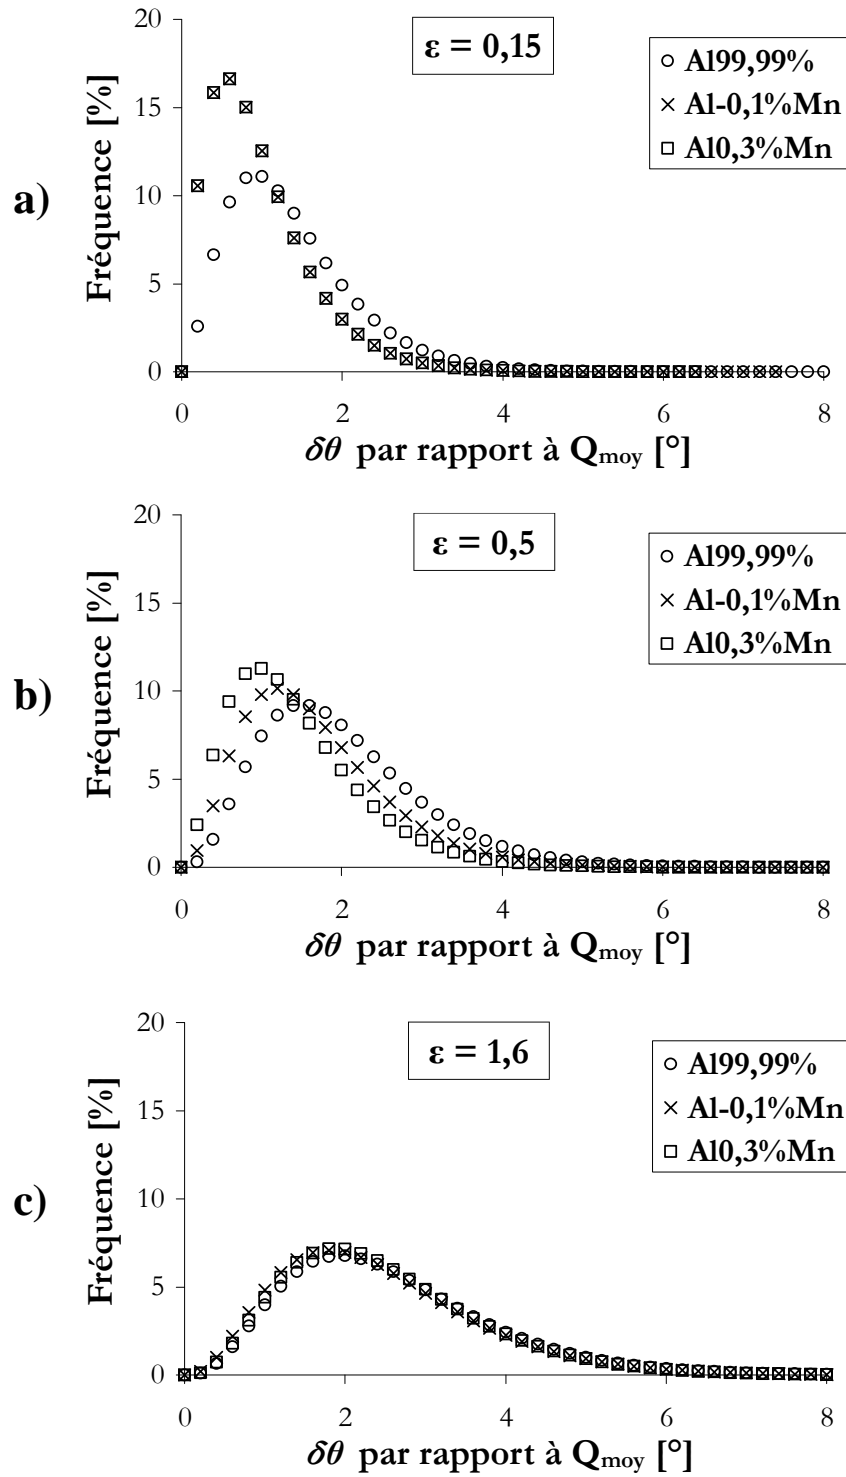 a)
ε = 0,15
Fréquence [%]
20
15
10
5
0
Al99,99%
Al-0,1%Mn
Al0,3%Mn
0 2 4 6 8
δθ par rapport à Qmoy [°]
b)
ε = 0,5
Fréquence [%]
20
15
10
5
0
Al99,99%
Al-0,1%Mn
Al0,3%Mn
0 2 4 6 8
δθ par rapport à Qmoy [°]
c)
ε = 1,6
Fréquence [%]
20
15
10
5
0
Al99,99%
Al-0,1%Mn
Al0,3%Mn
0 2 4 6 8
δθ par rapport à Qmoy [°]